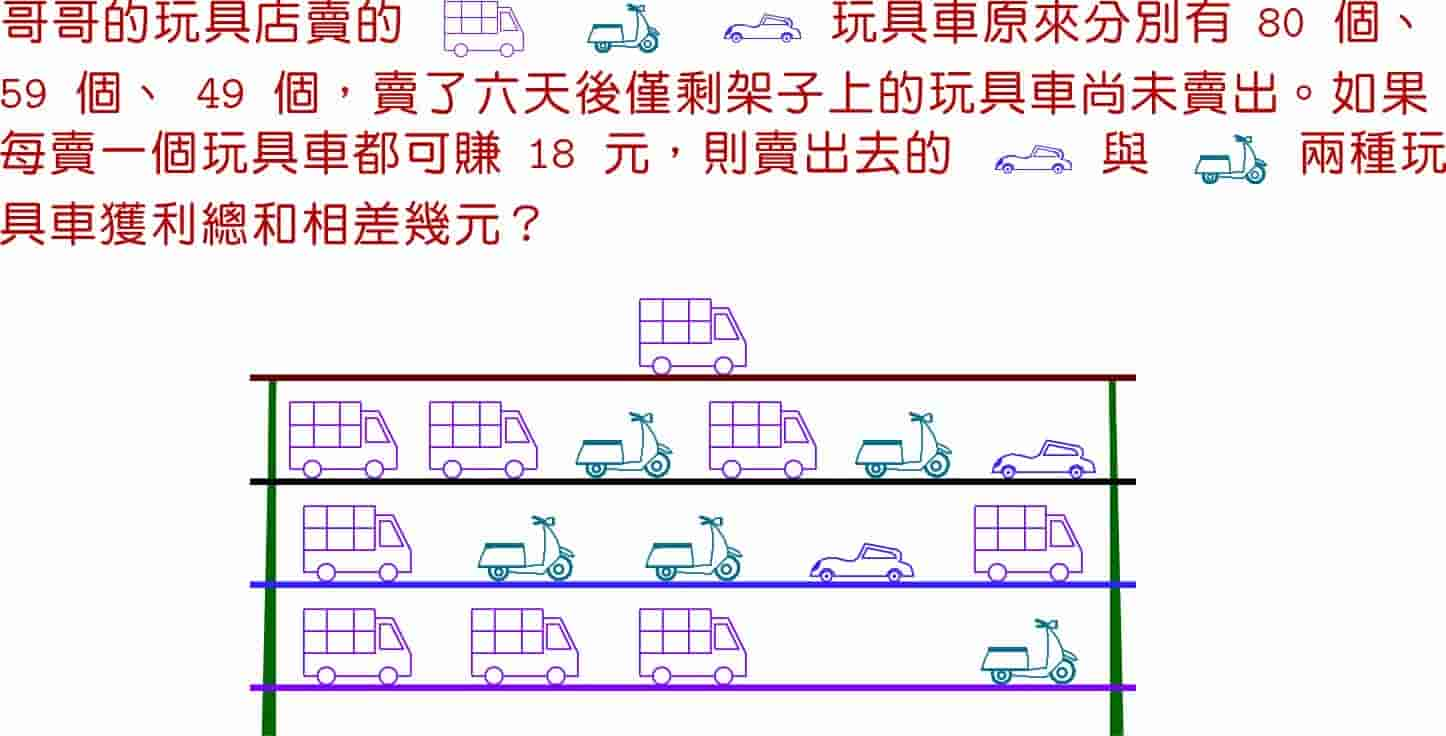 哥哥的玩具店賣的 玩具車原來分別有 80 個、
59 個、 49 個，賣了六天後僅剩架子上的玩具車尚未賣出。如果
每賣一個玩具車都可賺 18 元，則賣出去的 與 兩種玩
具車獲利總和相差幾元？